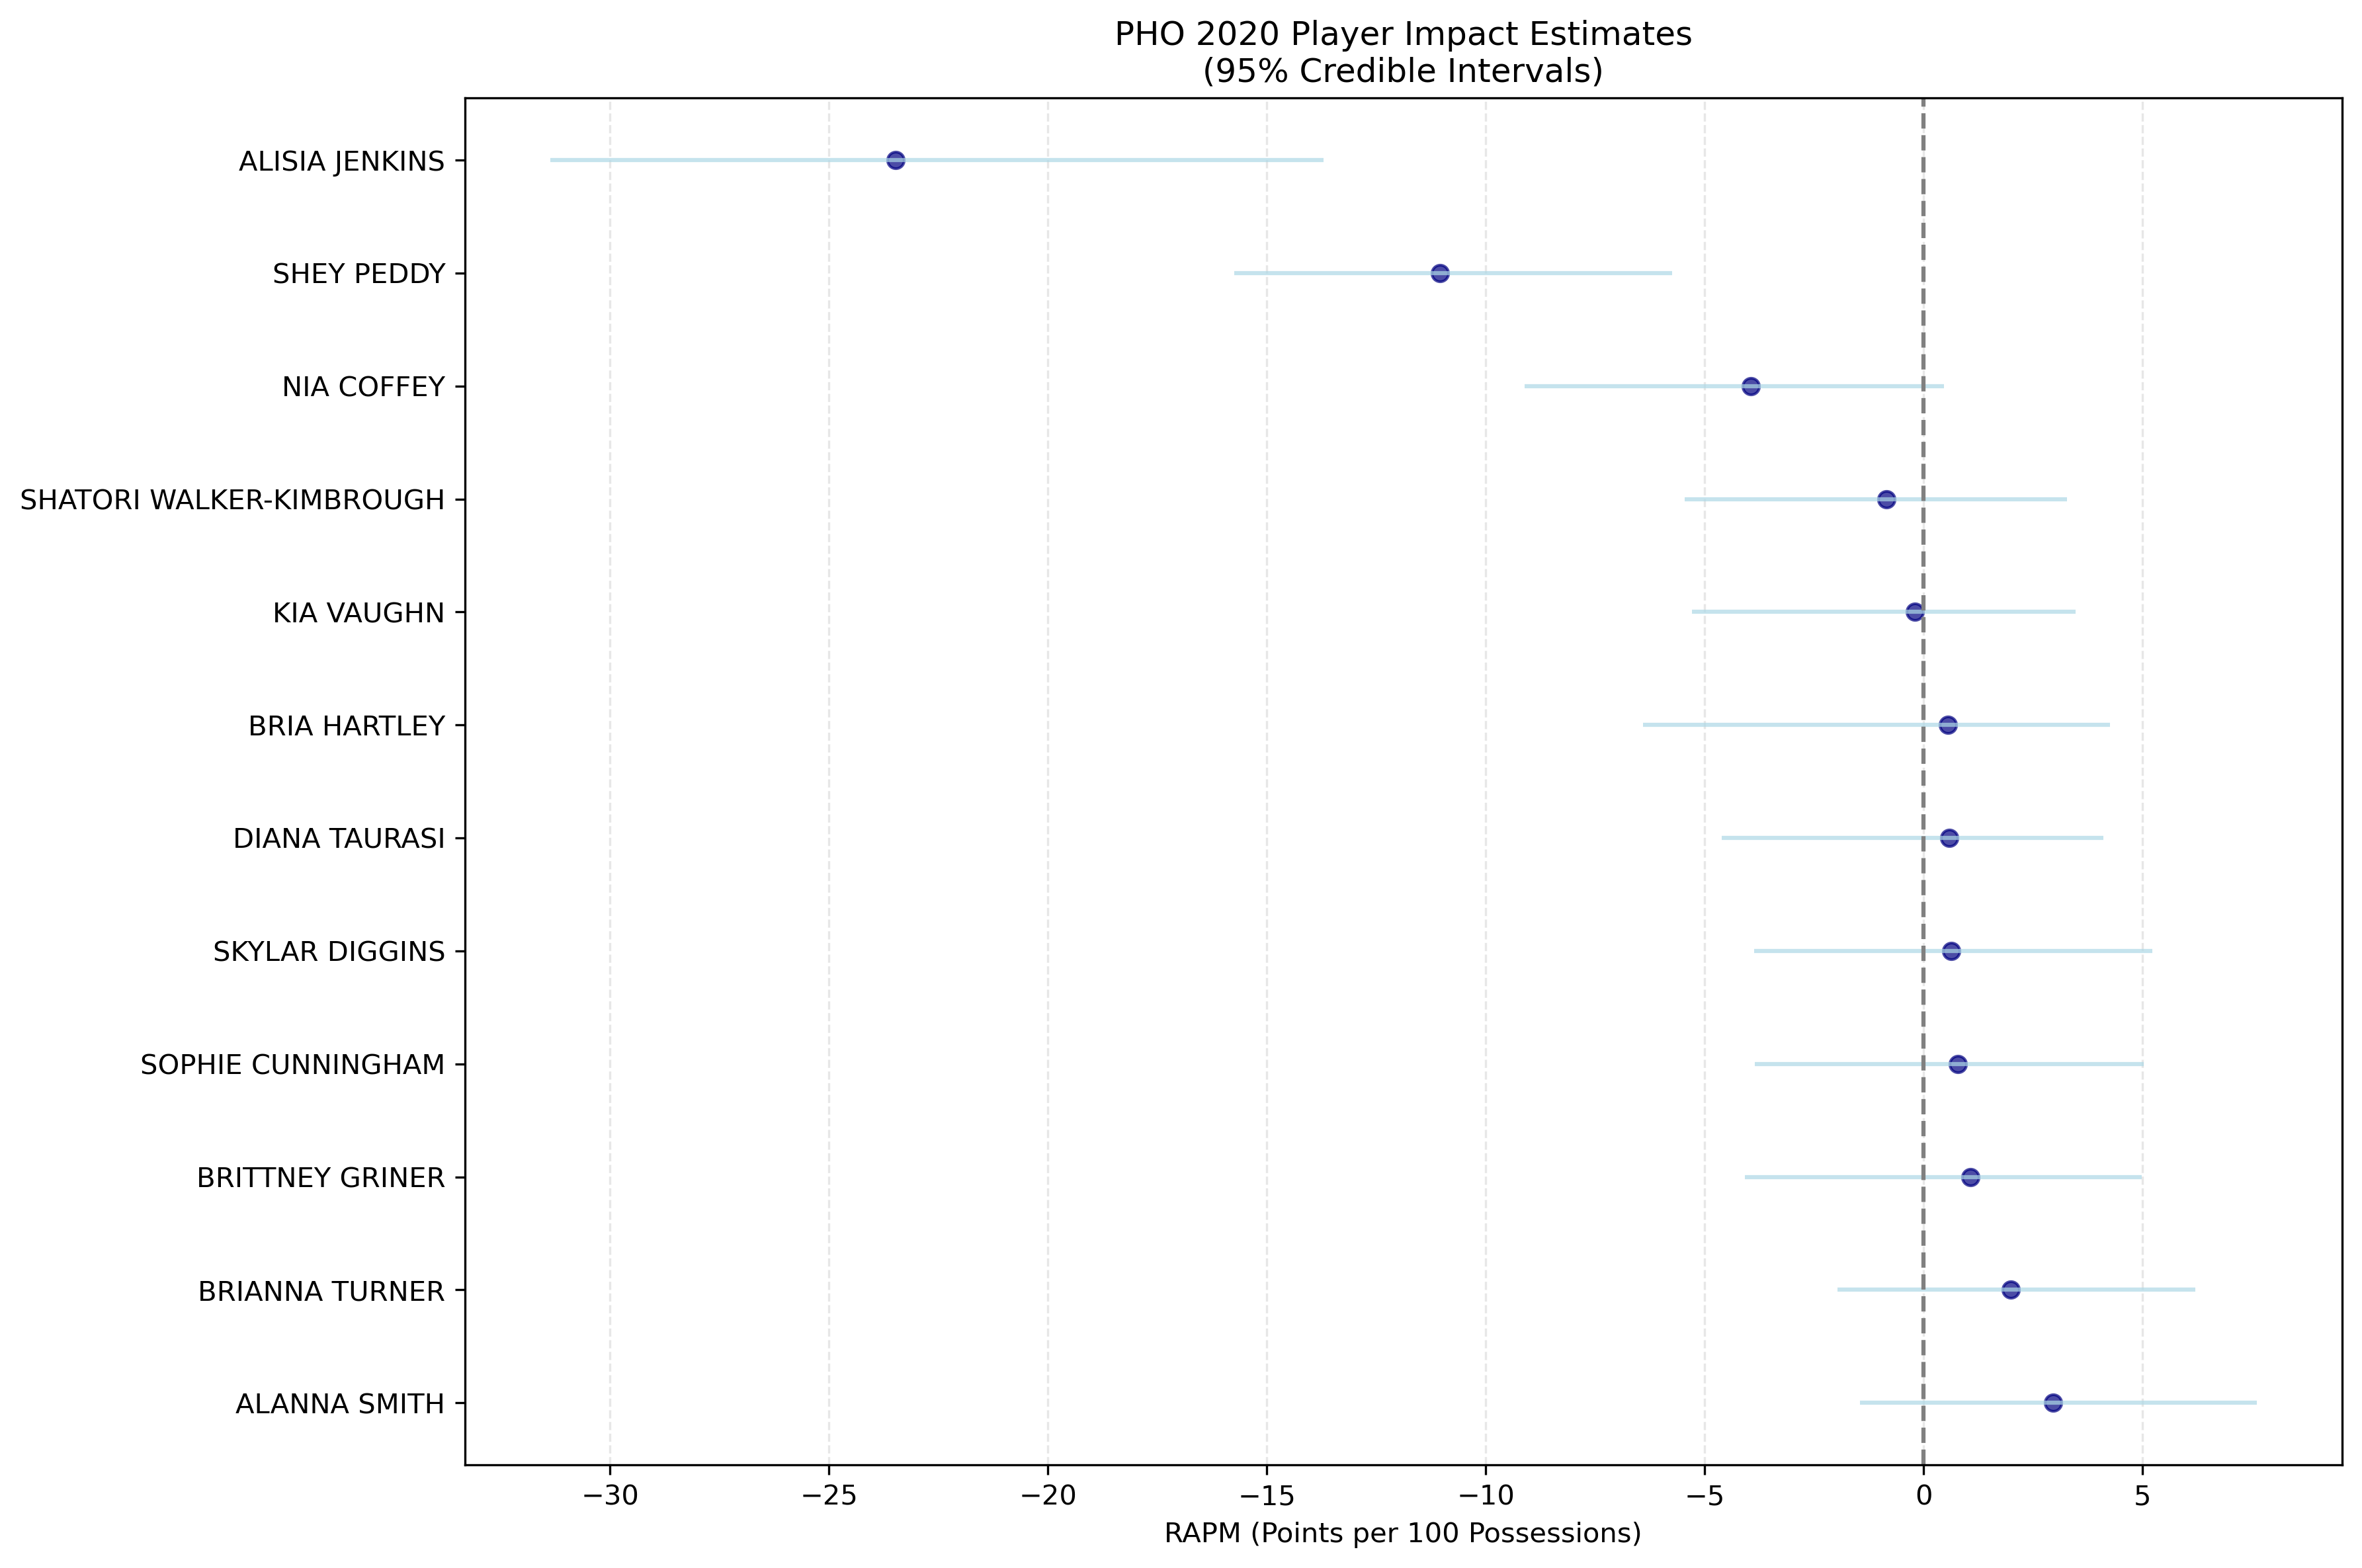 PHO 2020 Player Impact Estimates
(95% Credible Intervals)
ALISIA JENKINS
SHEY PEDDY
NIA COFFEY
SHATORI WALKER-KIMBROUGH
KIA VAUGHN
BRIA HARTLEY
DIANA TAURASI
SKYLAR DIGGINS
SOPHIE CUNNINGHAM
BRITTNEY GRINER
BRIANNA TURNER
ALANNA SMITH
−30 −25 −20 −15 −10 −5 0 5
RAPM (Points per 100 Possessions)